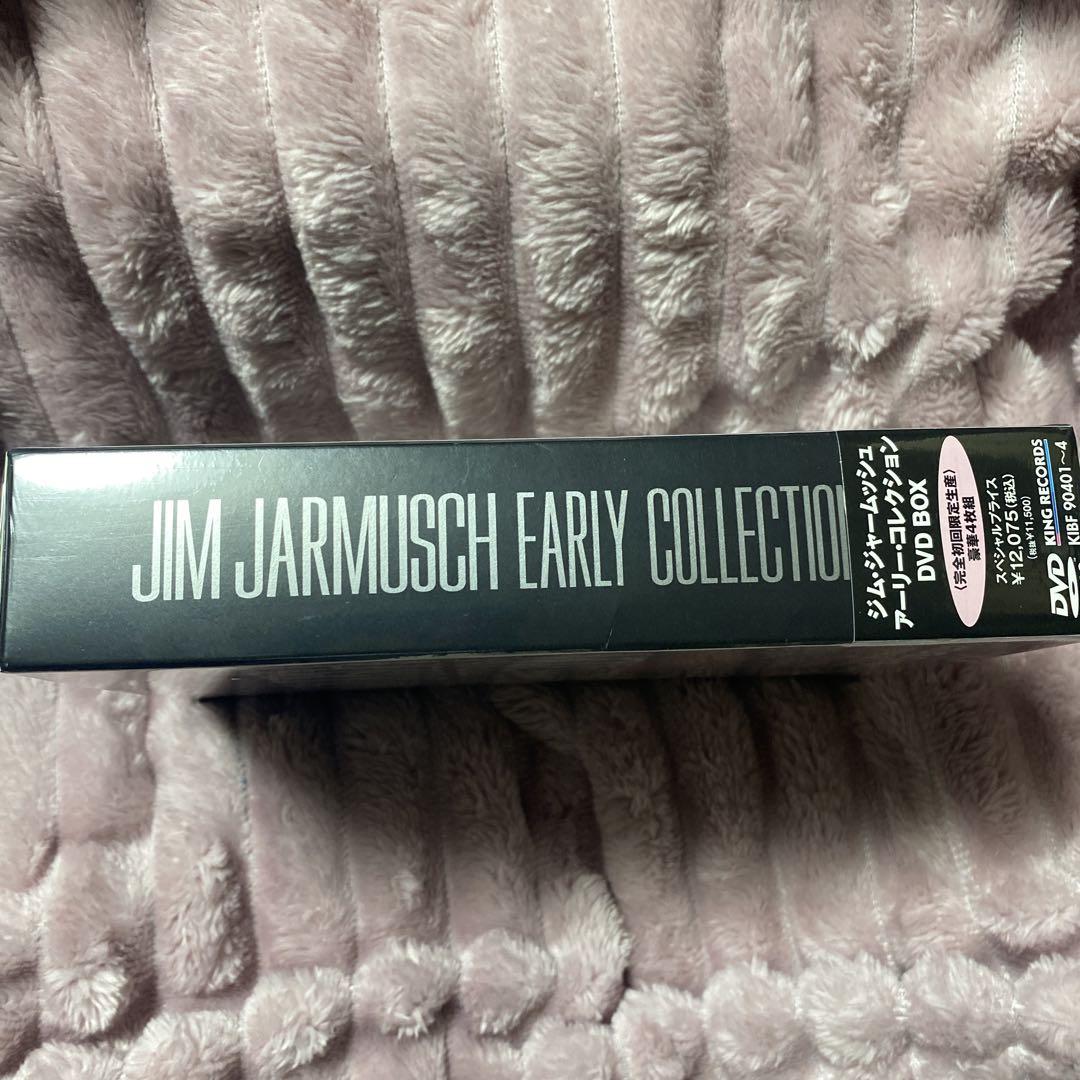 JIM JARMUSCH EARLY COLLECTION
ジム・ジャームッシュ
アーリー・コレクション
DVD BOX
〈完全初回限定生産〉
豪華4枚組
スペシャルプライス
¥12,075(税込)
(税抜¥11,500)
KING RECORDS
KIBF 90401～4
DVD